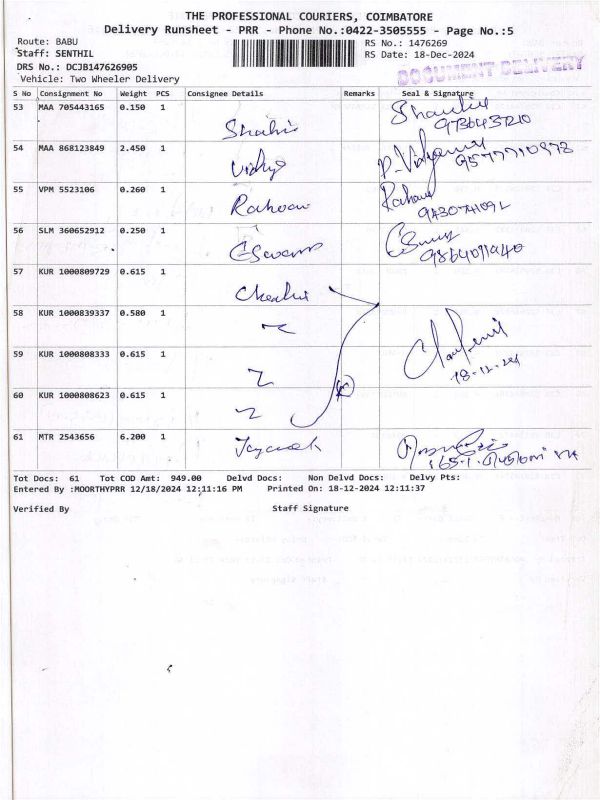 THE PROFESSIONAL COURIERS, COIMBATORE
Delivery Runsheet - PRR - Phone No.:0422-3505555 - Page No.:5
Route: BABU
RS No.: 1476269
Staff: SENTHIL
RS Date: 18-Dec-2024
DRS No.: DCJB147626905
DOCUMENT DELIVERY
Vehicle: Two Wheeler Delivery
S No Consignment No Weight PCS Consignee Details Remarks Seal & Signature
53 MAA 705443165 0.150 1
54 MAA 868123849 2.450 1 Vidhya
55 VPM 5523106 0.260 1
56 SLM 360652912 0.250 1
57 KUR 1000809729 0.615 1
58 KUR 1000839337 0.580 1
59 KUR 1000808333 0.615 1
18-12-24
60 KUR 1000808623 0.615 1
61 MTR 2543656 6.200 1
Tot Docs: 61 Tot COD Amt: 949.00 Delvd Docs: Non Delvd Docs: Delvy Pts:
Entered By :MOORTHYPRR 12/18/2024 12:11:16 PM Printed On: 18-12-2024 12:11:37
Verified By Staff Signature